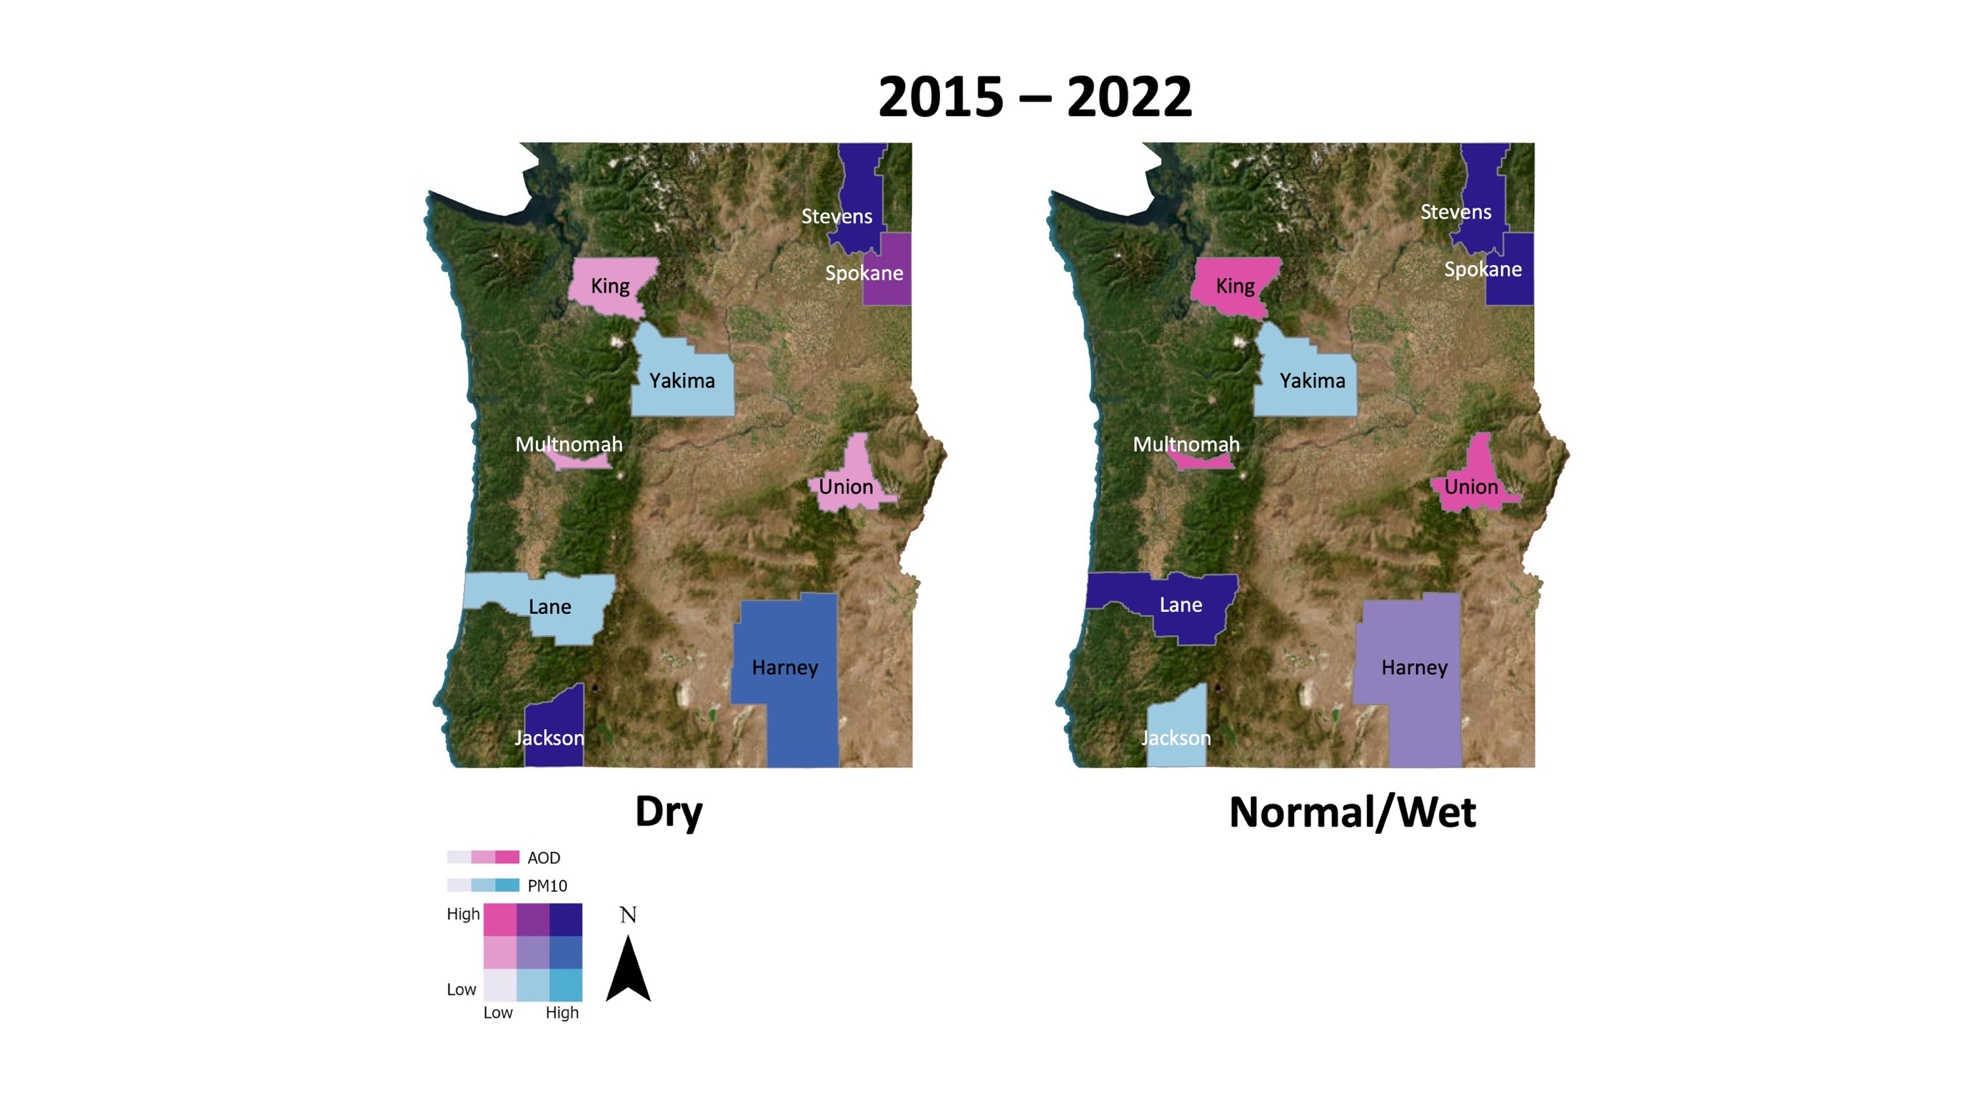 2015 – 2022
Stevens
Spokane
King
Yakima
Multnomah
Union
Lane
Harney
Jackson
Dry
Stevens
Spokane
King
Yakima
Multnomah
Union
Lane
Harney
Jackson
Normal/Wet
AOD
PM10
High
Low
Low High
N